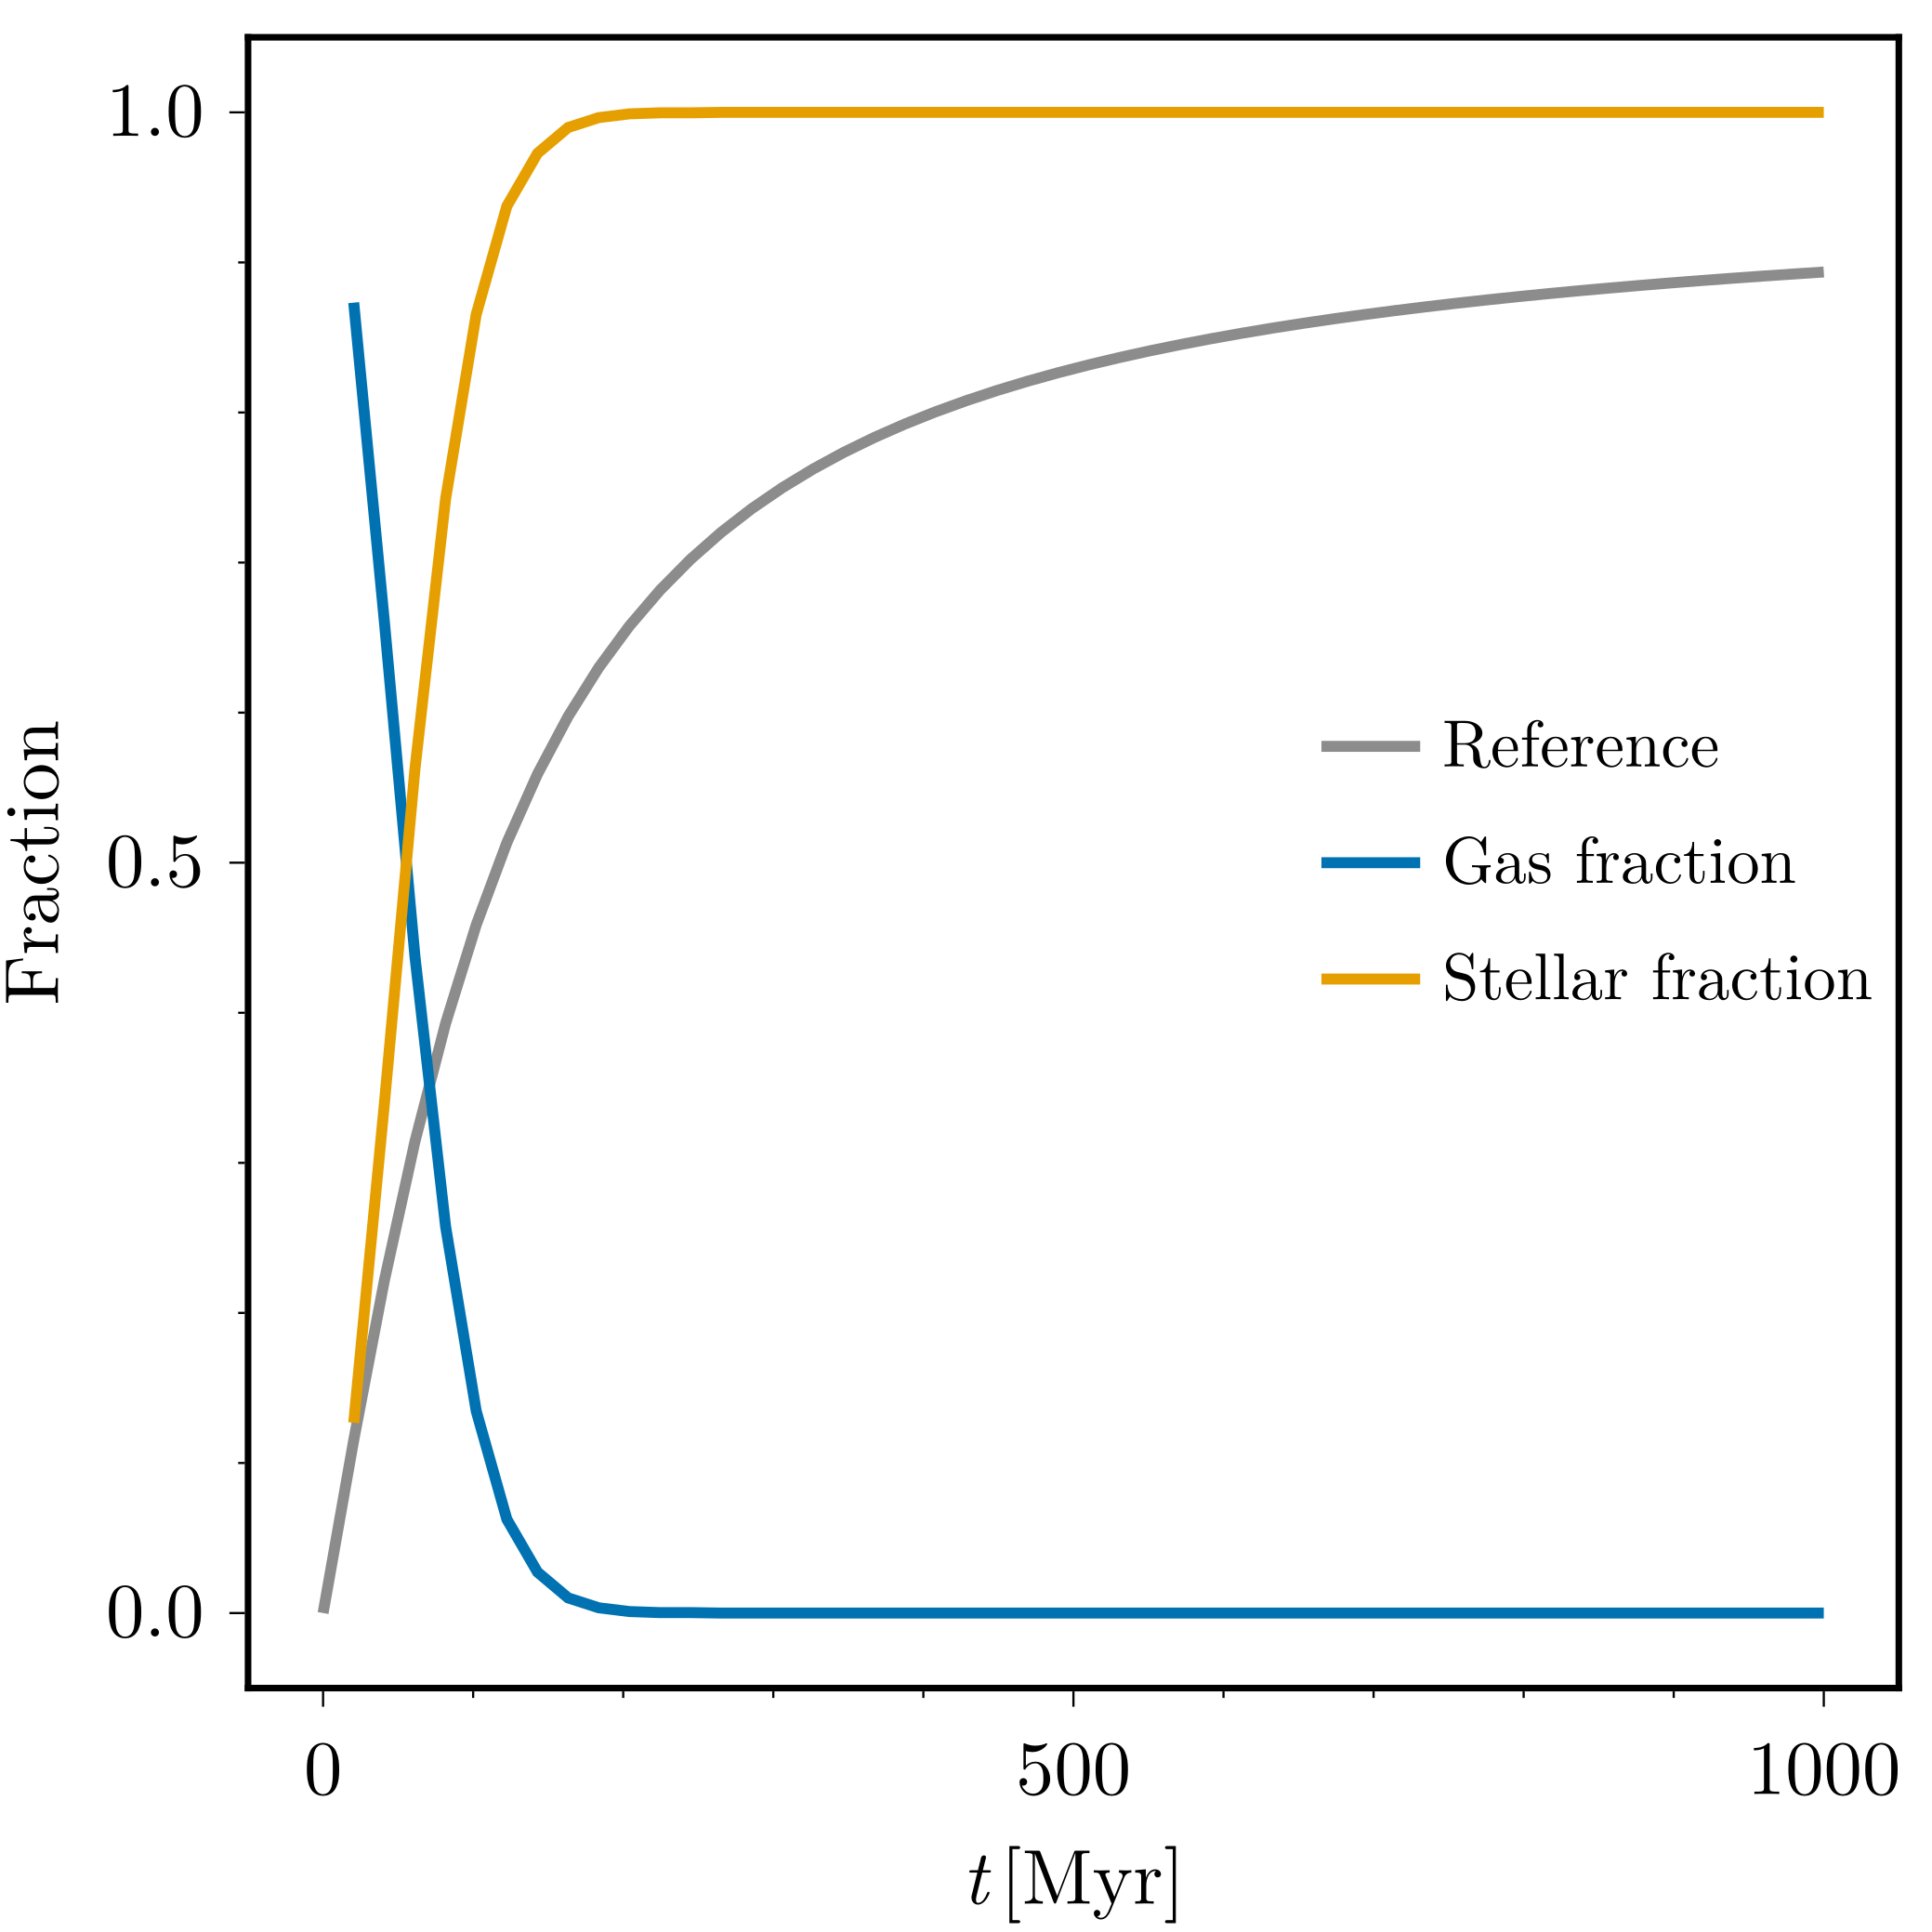 1.0
0.5
0.0
Fraction
Reference
Gas fraction
Stellar fraction
0 500 1000
t [Myr]